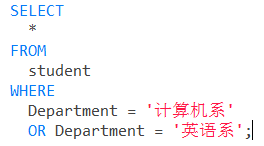 SELECT
  *
FROM
  student
WHERE
  Department = '计算机系'
  OR Department = '英语系';